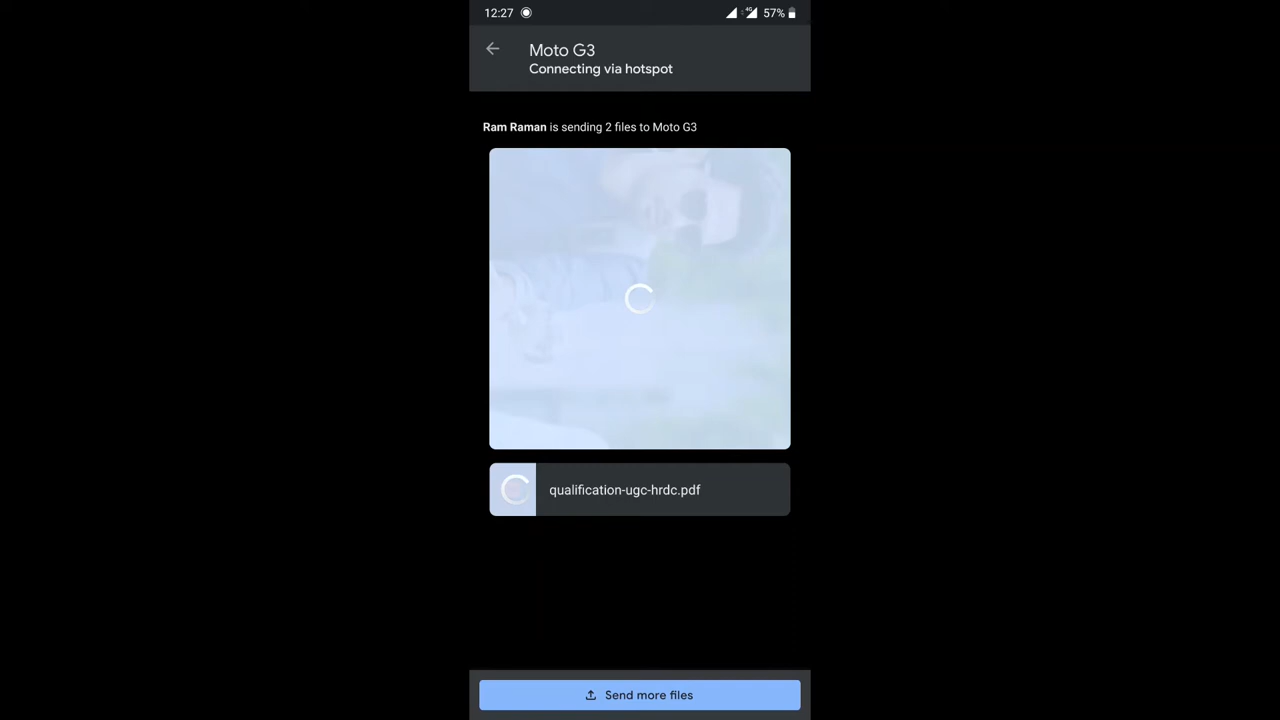 12:27
4G 57%
Moto G3
Connecting via hotspot
Ram Raman is sending 2 files to Moto G3
qualification-ugc-hrdc.pdf
Send more files